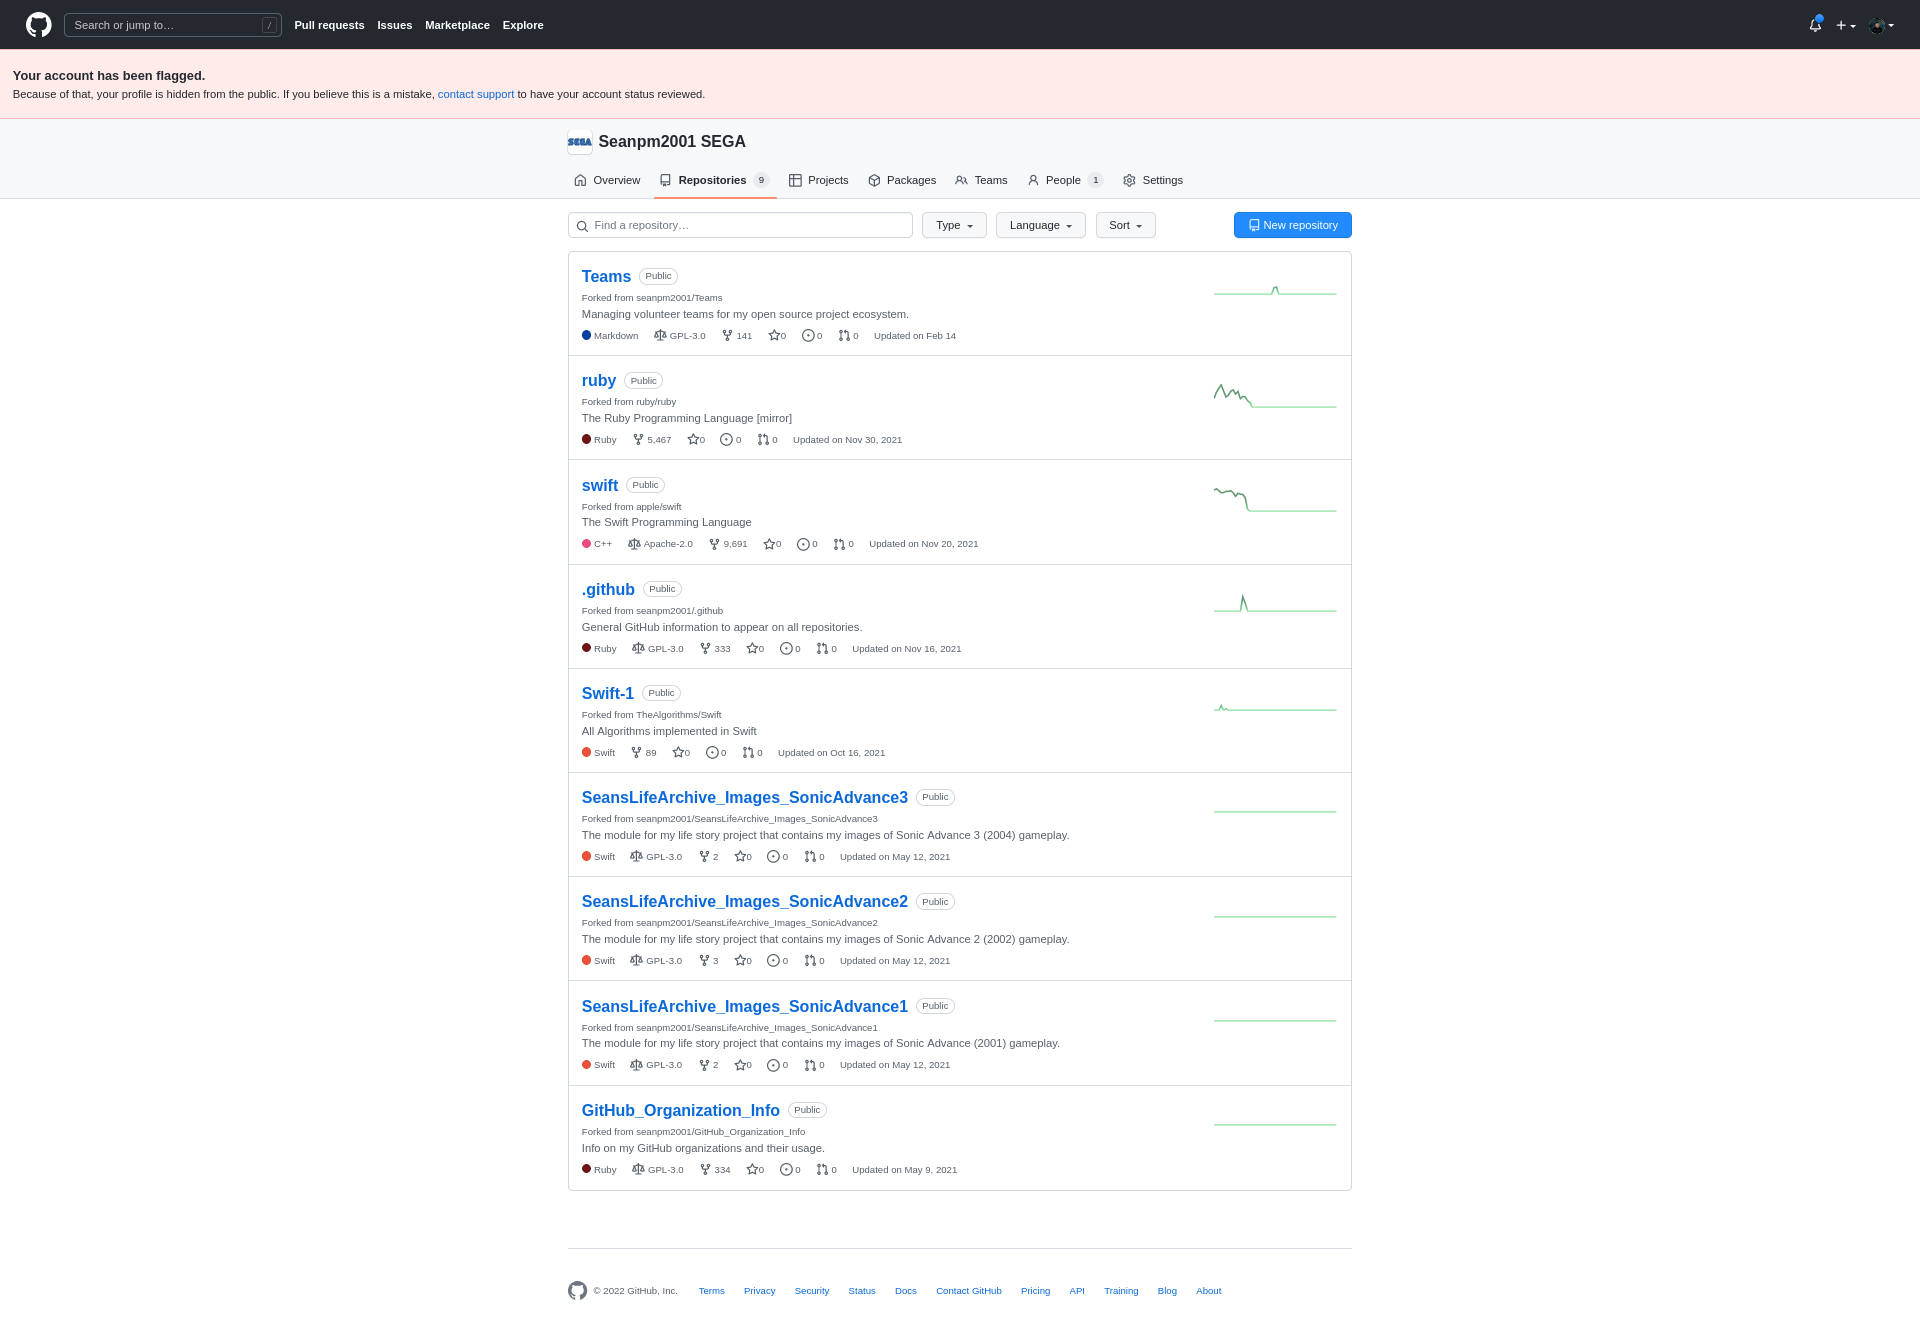 Search or jump to… /
Pull requests Issues Marketplace Explore
Your account has been flagged.
Because of that, your profile is hidden from the public. If you believe this is a mistake, contact support to have your account status reviewed.
SEGA Seanpm2001 SEGA
Overview Repositories 9 Projects Packages Teams People 1 Settings
Find a repository… Type Language Sort New repository
Teams Public
Forked from seanpm2001/Teams
Managing volunteer teams for my open source project ecosystem.
Markdown GPL-3.0 141 0 0 0 Updated on Feb 14
ruby Public
Forked from ruby/ruby
The Ruby Programming Language [mirror]
Ruby 5,467 0 0 0 Updated on Nov 30, 2021
swift Public
Forked from apple/swift
The Swift Programming Language
C++ Apache-2.0 9,691 0 0 0 Updated on Nov 20, 2021
.github Public
Forked from seanpm2001/.github
General GitHub information to appear on all repositories.
Ruby GPL-3.0 333 0 0 0 Updated on Nov 16, 2021
Swift-1 Public
Forked from TheAlgorithms/Swift
All Algorithms implemented in Swift
Swift 89 0 0 0 Updated on Oct 16, 2021
SeansLifeArchive_Images_SonicAdvance3 Public
Forked from seanpm2001/SeansLifeArchive_Images_SonicAdvance3
The module for my life story project that contains my images of Sonic Advance 3 (2004) gameplay.
Swift GPL-3.0 2 0 0 0 Updated on May 12, 2021
SeansLifeArchive_Images_SonicAdvance2 Public
Forked from seanpm2001/SeansLifeArchive_Images_SonicAdvance2
The module for my life story project that contains my images of Sonic Advance 2 (2002) gameplay.
Swift GPL-3.0 3 0 0 0 Updated on May 12, 2021
SeansLifeArchive_Images_SonicAdvance1 Public
Forked from seanpm2001/SeansLifeArchive_Images_SonicAdvance1
The module for my life story project that contains my images of Sonic Advance (2001) gameplay.
Swift GPL-3.0 2 0 0 0 Updated on May 12, 2021
GitHub_Organization_Info Public
Forked from seanpm2001/GitHub_Organization_Info
Info on my GitHub organizations and their usage.
Ruby GPL-3.0 334 0 0 0 Updated on May 9, 2021
© 2022 GitHub, Inc. Terms Privacy Security Status Docs Contact GitHub Pricing API Training Blog About